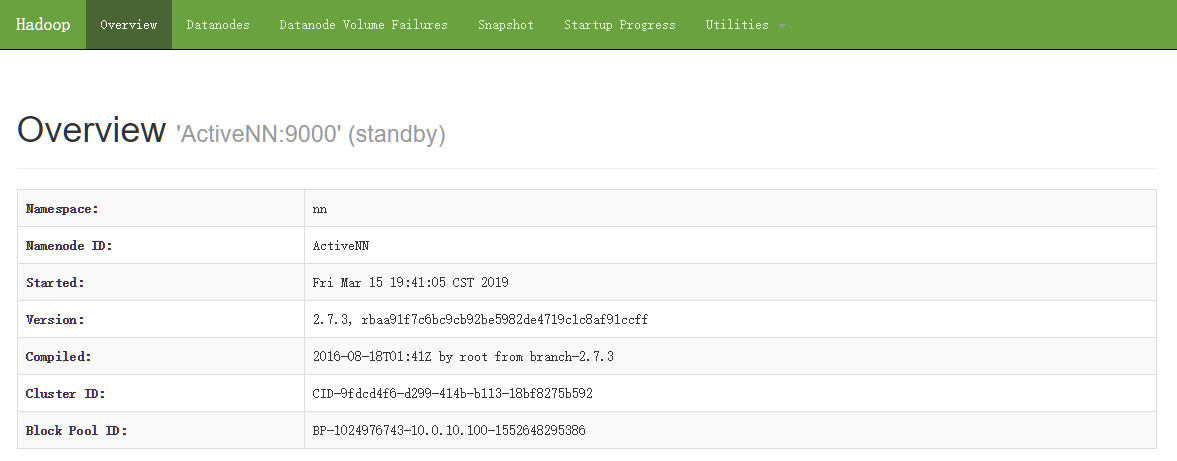 Hadoop Overview Datanodes Datanode Volume Failures Snapshot Startup Progress Utilities
Overview 'ActiveNN:9000' (standby)
Namespace: nn
Namenode ID: ActiveNN
Started: Fri Mar 15 19:41:05 CST 2019
Version: 2.7.3, rbaa91f7c6bc9cb92be5982de4719c1c8af91ccff
Compiled: 2016-08-18T01:41Z by root from branch-2.7.3
Cluster ID: CID-9fdcd4f6-d299-414b-b113-18bf8275b592
Block Pool ID: BP-1024976743-10.0.10.100-1552648295386